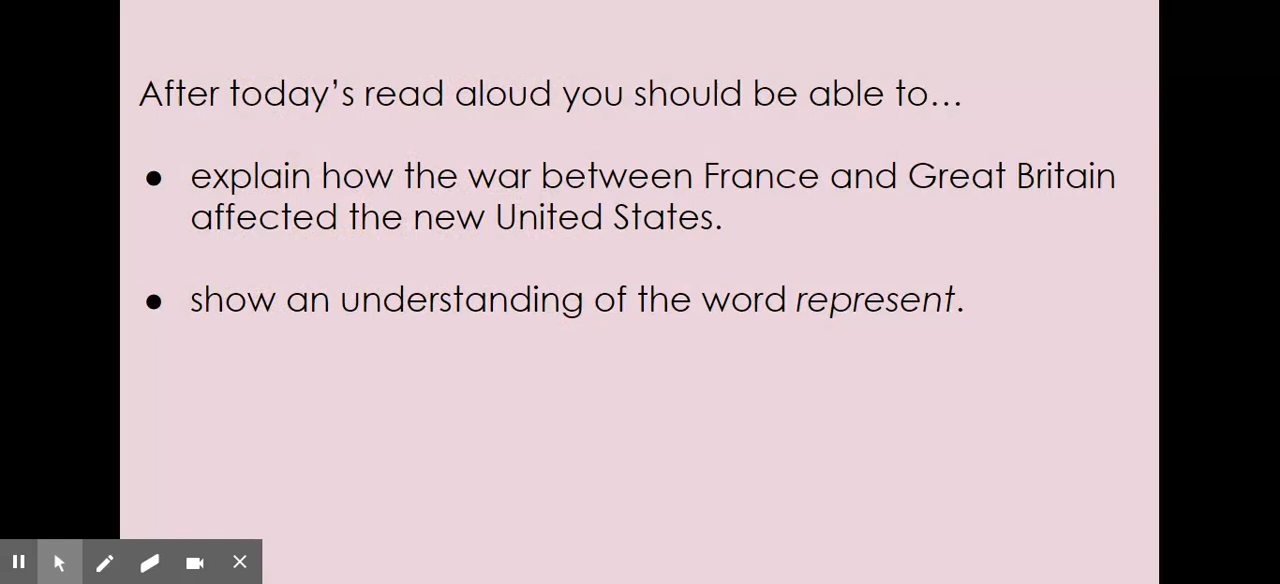 After today’s read aloud you should be able to…
● explain how the war between France and Great Britain
affected the new United States.
● show an understanding of the word represent.